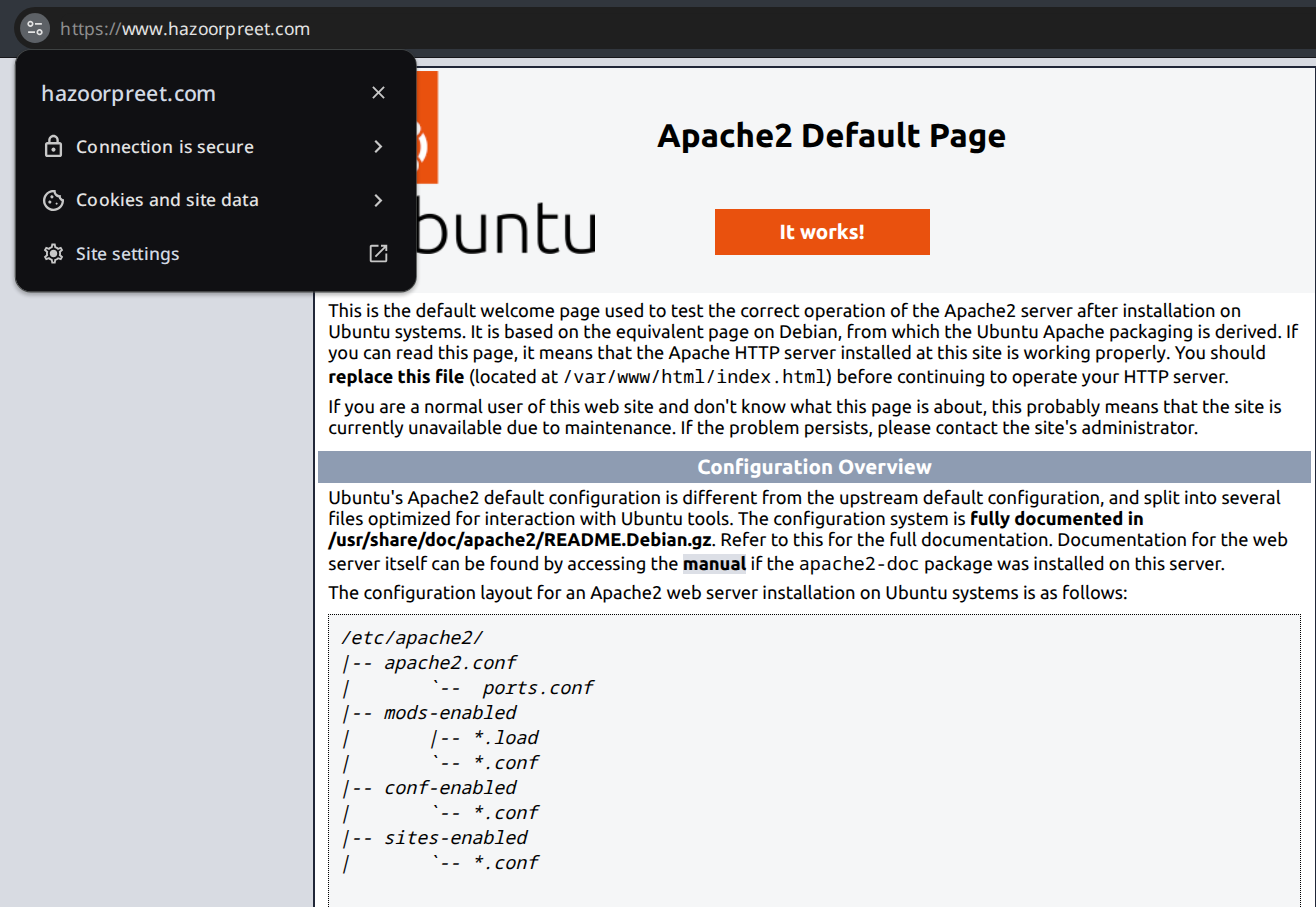 https://www.hazoorpreet.com
hazoorpreet.com
Connection is secure
Cookies and site data
Site settings
Apache2 Default Page
buntu
It works!
This is the default welcome page used to test the correct operation of the Apache2 server after installation on
Ubuntu systems. It is based on the equivalent page on Debian, from which the Ubuntu Apache packaging is derived. If
you can read this page, it means that the Apache HTTP server installed at this site is working properly. You should
replace this file (located at /var/www/html/index.html) before continuing to operate your HTTP server.
If you are a normal user of this web site and don't know what this page is about, this probably means that the site is
currently unavailable due to maintenance. If the problem persists, please contact the site's administrator.
Configuration Overview
Ubuntu's Apache2 default configuration is different from the upstream default configuration, and split into several
files optimized for interaction with Ubuntu tools. The configuration system is fully documented in
/usr/share/doc/apache2/README.Debian.gz. Refer to this for the full documentation. Documentation for the web
server itself can be found by accessing the manual if the apache2-doc package was installed on this server.
The configuration layout for an Apache2 web server installation on Ubuntu systems is as follows:
/etc/apache2/
|-- apache2.conf
|       `--  ports.conf
|-- mods-enabled
|       |-- *.load
|       `-- *.conf
|-- conf-enabled
|       `-- *.conf
|-- sites-enabled
|       `-- *.conf